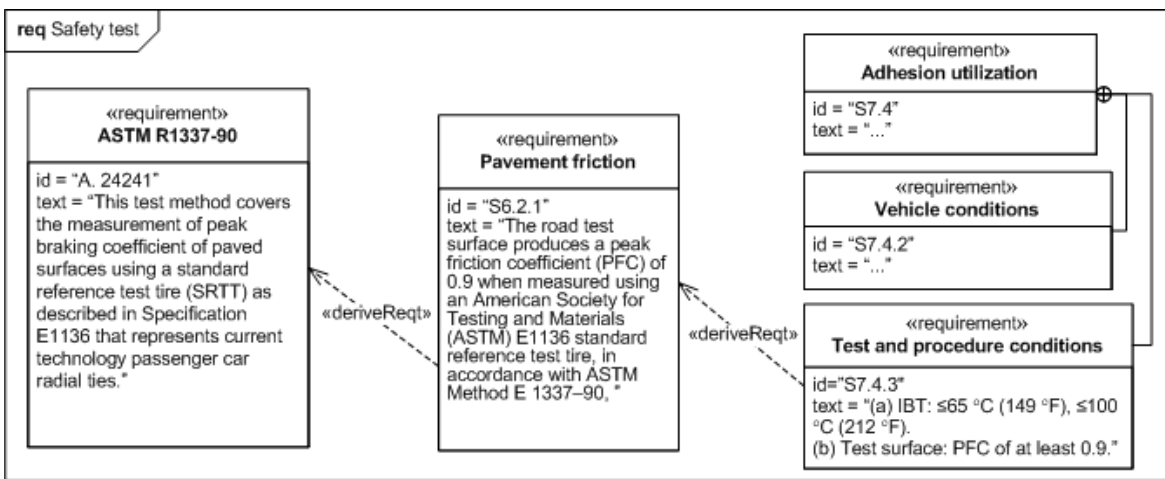 req Safety test
«requirement»
ASTM R1337-90
id = “A. 24241”
text = “This test method covers
the measurement of peak
braking coefficient of paved
surfaces using a standard
reference test tire (SRTT) as
described in Specification
E1136 that represents current
technology passenger car
radial ties.”
«deriveReqt»
«requirement»
Pavement friction
id = “S6.2.1”
text = “The road test
surface produces a peak
friction coefficient (PFC) of
0.9 when measured using
an American Society for
Testing and Materials
(ASTM) E1136 standard
reference test tire, in
accordance with ASTM
Method E 1337–90, ”
«deriveReqt»
«requirement»
Adhesion utilization
id = “S7.4”
text = “...”
«requirement»
Vehicle conditions
id = “S7.4.2”
text = “...”
«requirement»
Test and procedure conditions
id=”S7.4.3”
text = “(a) IBT: ≤65 °C (149 °F), ≤100
°C (212 °F).
(b) Test surface: PFC of at least 0.9.”